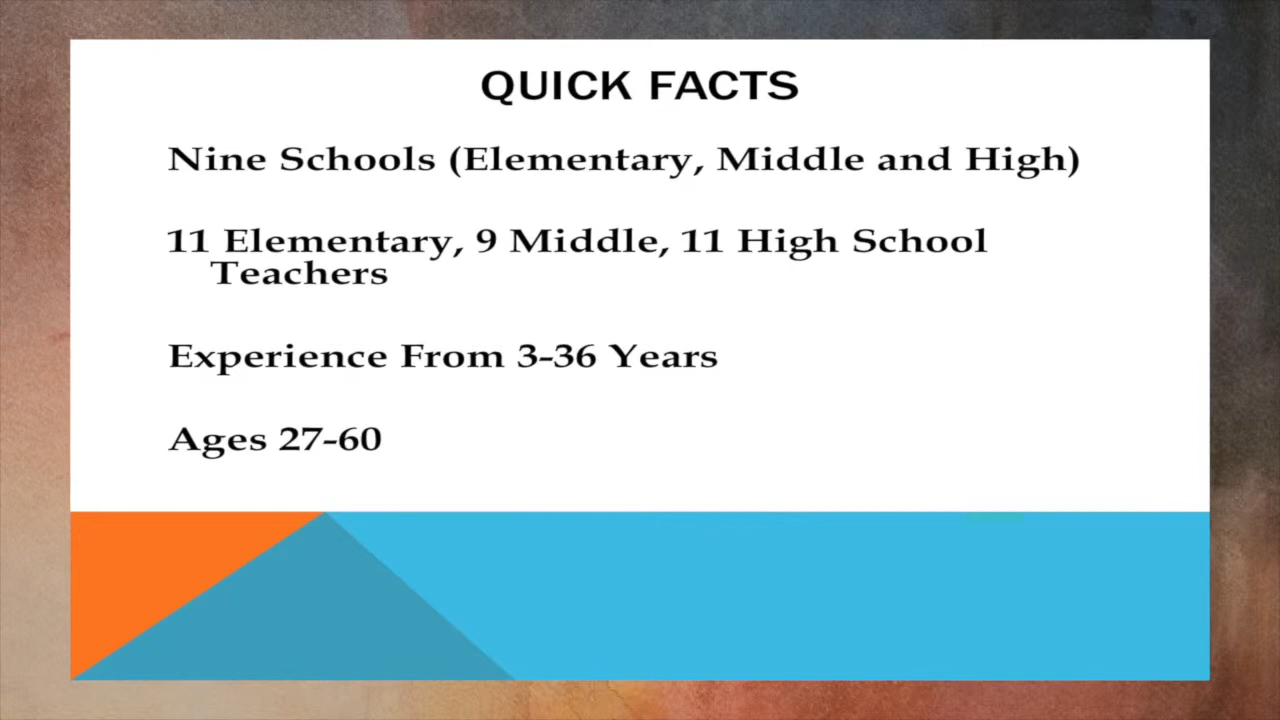 QUICK FACTS
Nine Schools (Elementary, Middle and High)
11 Elementary, 9 Middle, 11 High School
Teachers
Experience From 3-36 Years
Ages 27-60